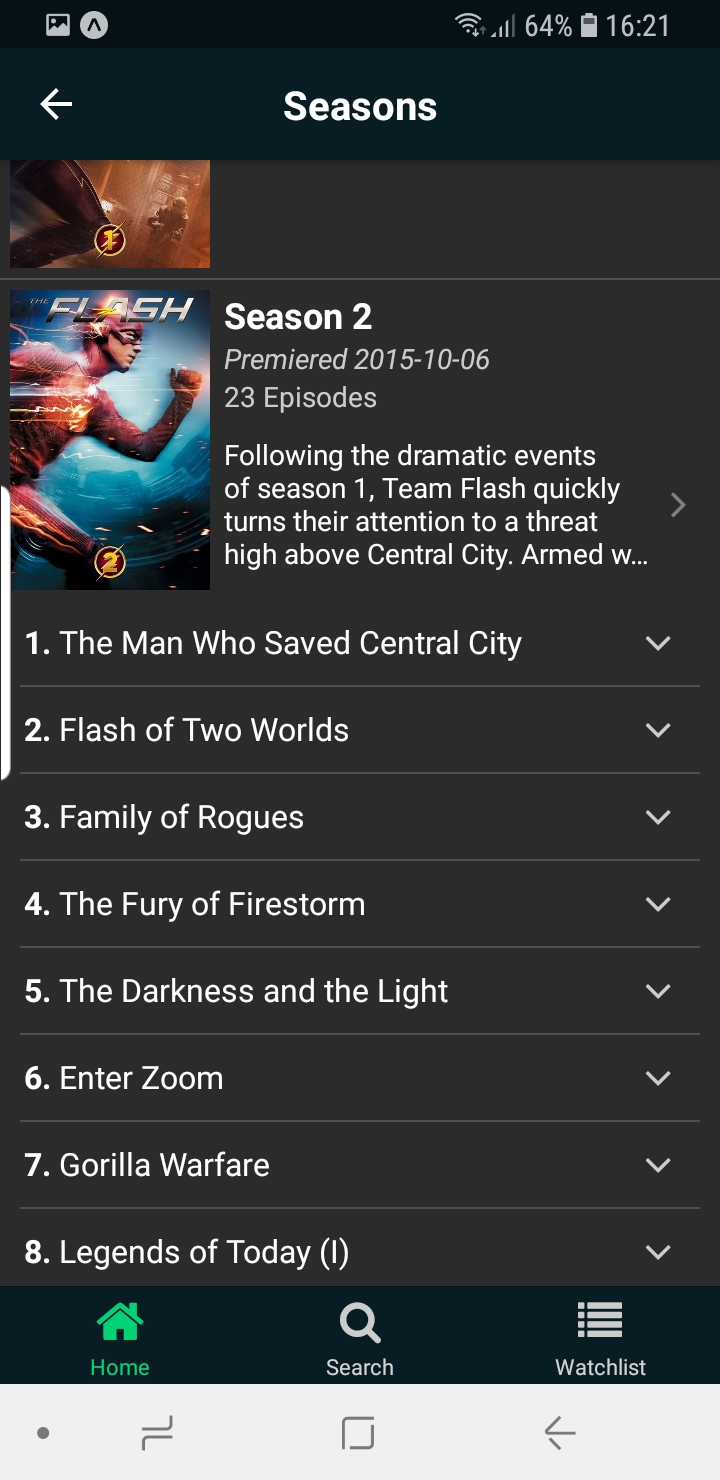 64% 16:21
Seasons
1
THE FLASH
2
Season 2
Premiered 2015-10-06
23 Episodes
Following the dramatic events
of season 1, Team Flash quickly
turns their attention to a threat
high above Central City. Armed w...
1. The Man Who Saved Central City
2. Flash of Two Worlds
3. Family of Rogues
4. The Fury of Firestorm
5. The Darkness and the Light
6. Enter Zoom
7. Gorilla Warfare
8. Legends of Today (I)
Home
Search
Watchlist